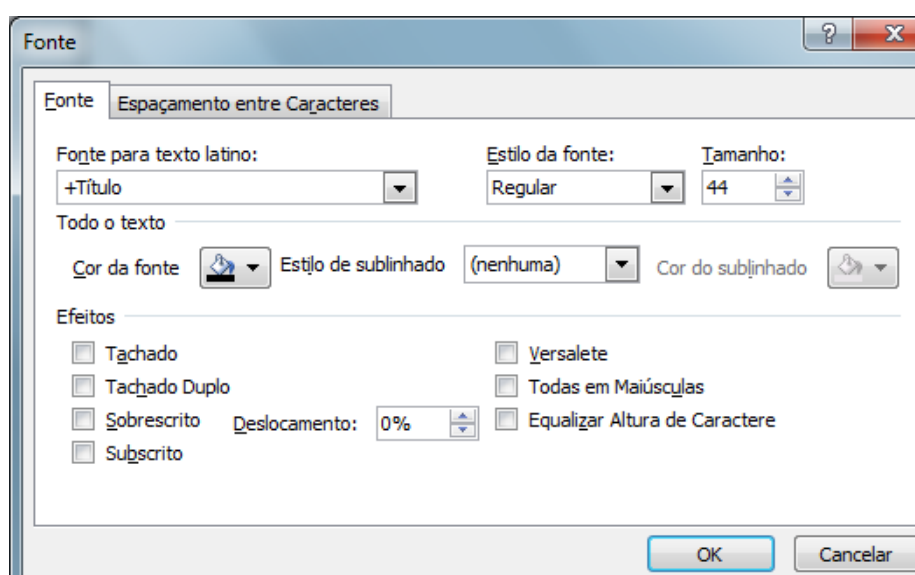 Fonte
Fonte Espaçamento entre Caracteres
Fonte para texto latino: Estilo da fonte: Tamanho:
+Título Regular 44
Todo o texto
Cor da fonte Estilo de sublinhado (nenhuma) Cor do sublinhado
Efeitos
Tachado Versalete
Tachado Duplo Todas em Maiúsculas
Sobrescrito Deslocamento: 0% Equalizar Altura de Caractere
Subscrito
OK Cancelar